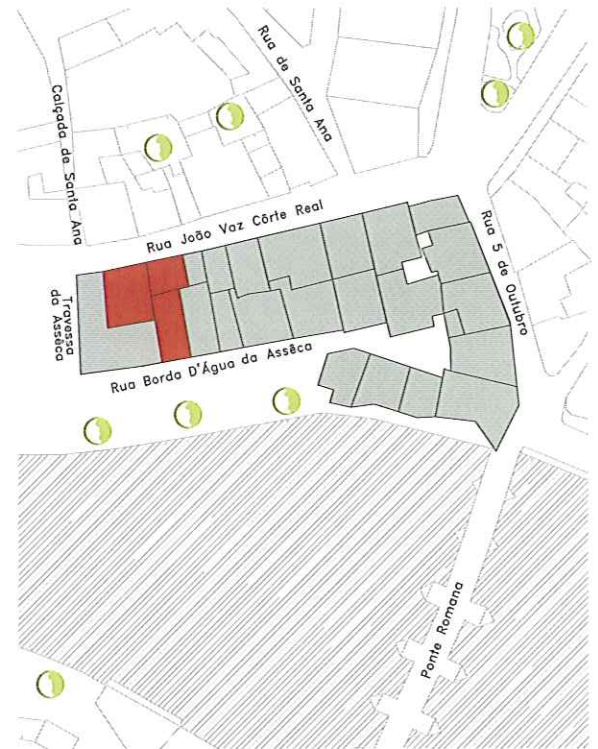 Calçada de Santa Ana
Rua de Santa Ana
Rua João Vaz Côrte Real
Rua 5 de Outubro
Travessa
da Assêca
Rua Borda D'Água da Assêca
Ponte Romana